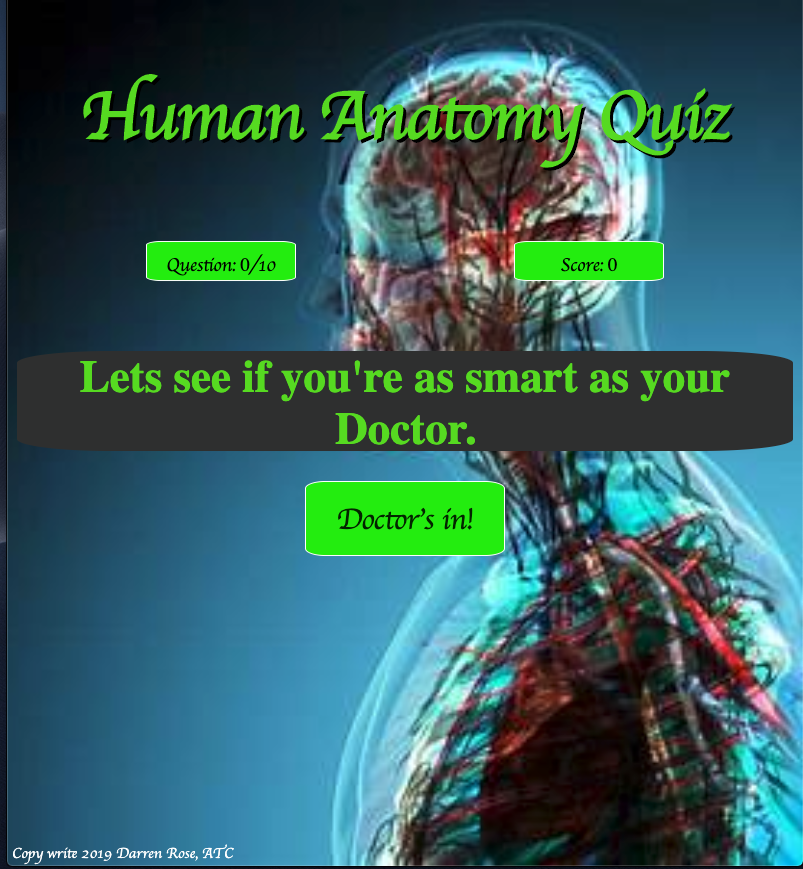 Human Anatomy Quiz
Question: 0/10
Score: 0
Lets see if you're as smart as your
Doctor.
Doctor's in!
Copy write 2019 Darren Rose, ATC